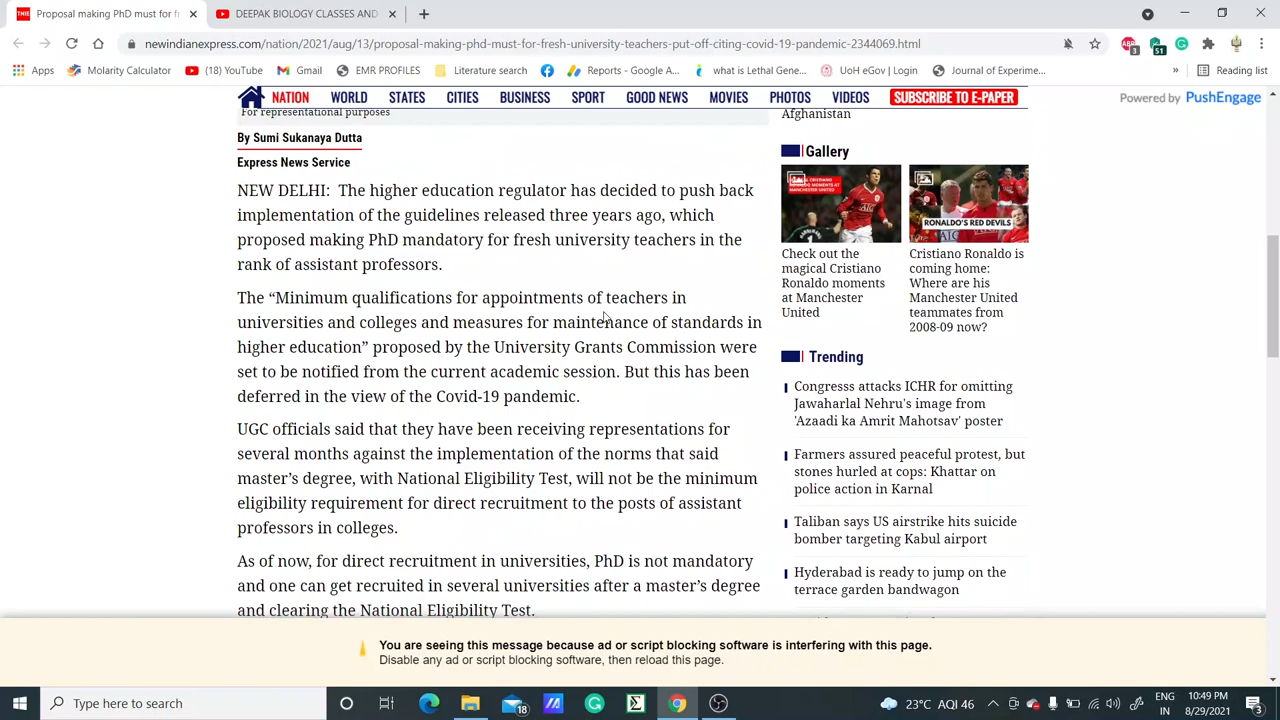 Proposal making PhD must for fr
DEEPAK BIOLOGY CLASSES AND
newindianexpress.com/nation/2021/aug/13/proposal-making-phd-must-for-fresh-university-teachers-put-off-citing-covid-19-pandemic-2344069.html
Apps
Molarity Calculator
(18) YouTube
Gmail
EMR PROFILES
Literature search
Reports - Google A...
what is Lethal Gene...
UoH eGov | Login
Journal of Experime...
»
Reading list
NATION
WORLD
STATES
CITIES
BUSINESS
SPORT
GOOD NEWS
MOVIES
PHOTOS
VIDEOS
SUBSCRIBE TO E-PAPER
Powered by PushEngage
For representational purposes
By Sumi Sukanaya Dutta
Express News Service
NEW DELHI: The higher education regulator has decided to push back
implementation of the guidelines released three years ago, which
proposed making PhD mandatory for fresh university teachers in the
rank of assistant professors.
The “Minimum qualifications for appointments of teachers in
universities and colleges and measures for maintenance of standards in
higher education” proposed by the University Grants Commission were
set to be notified from the current academic session. But this has been
deferred in the view of the Covid-19 pandemic.
UGC officials said that they have been receiving representations for
several months against the implementation of the norms that said
master’s degree, with National Eligibility Test, will not be the minimum
eligibility requirement for direct recruitment to the posts of assistant
professors in colleges.
As of now, for direct recruitment in universities, PhD is not mandatory
and one can get recruited in several universities after a master’s degree
and clearing the National Eligibility Test.
Afghanistan
Gallery
RONALDO'S RED DEVILS
Check out the
magical Cristiano
Ronaldo moments
at Manchester
United
Cristiano Ronaldo is
coming home:
Where are his
Manchester United
teammates from
2008-09 now?
Trending
Congresss attacks ICHR for omitting
Jawaharlal Nehru's image from
'Azaadi ka Amrit Mahotsav' poster
Farmers assured peaceful protest, but
stones hurled at cops: Khattar on
police action in Karnal
Taliban says US airstrike hits suicide
bomber targeting Kabul airport
Hyderabad is ready to jump on the
terrace garden bandwagon
You are seeing this message because ad or script blocking software is interfering with this page.
Disable any ad or script blocking software, then reload this page.
Type here to search
18
23°C AQI 46
ENG
IN
10:49 PM
8/29/2021
3